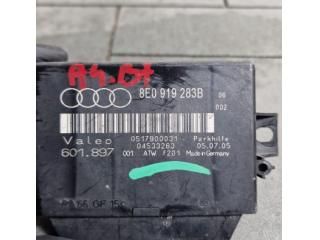 A4.B7
8E0 919 283B
06
002
0517900031 - Parkhilfe
Valeo
04533263 05.07.05
601.897
001 ATW F201 Made in Germany